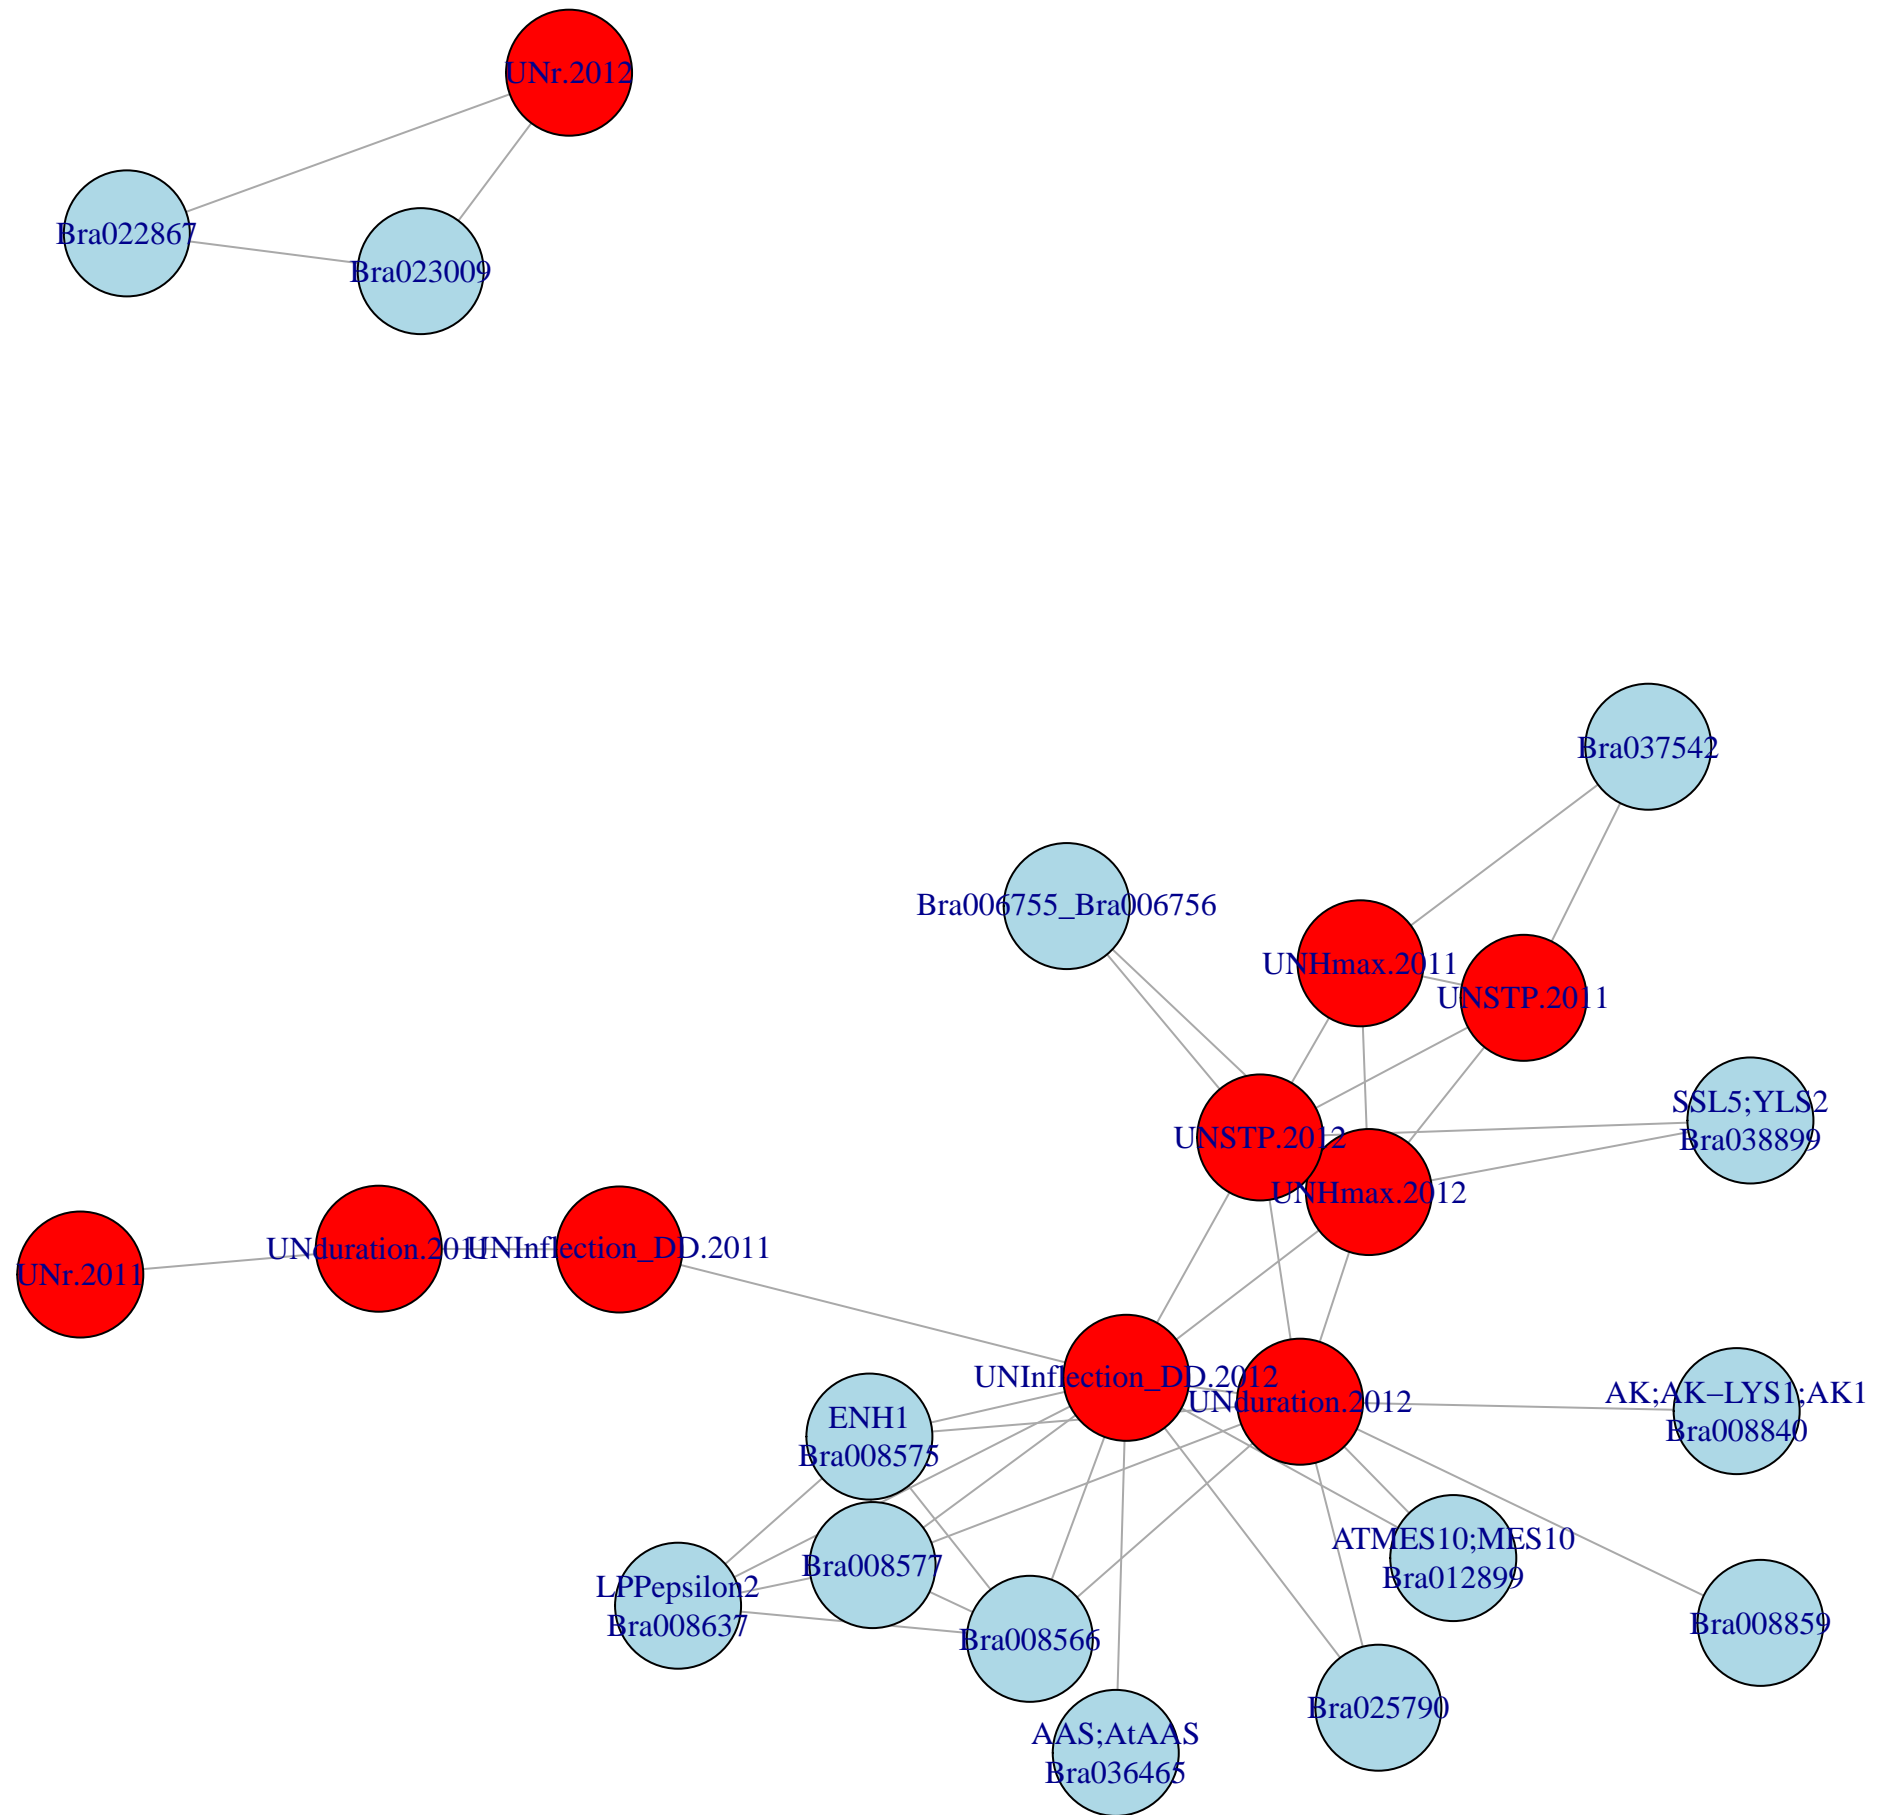 UNr.2012
Bra022867
Bra023009
Bra037542
Bra006755_Bra006756
UNHmax.2011
UNSTP.2011
SSL5;YLS2
Bra038899
UNSTP.2012
UNHmax.2012
UNr.2011
UNduration.2011
UNInflection_DD.2011
UNInflection_DD.2012
UNduration.2012
AK;AK−LYS1;AK1
Bra008840
ENH1
Bra008575
ATMES10;MES10
Bra012899
Bra008577
LPPepsilon2
Bra008637
Bra008566
Bra008859
Bra025790
AAS;AtAAS
Bra036465